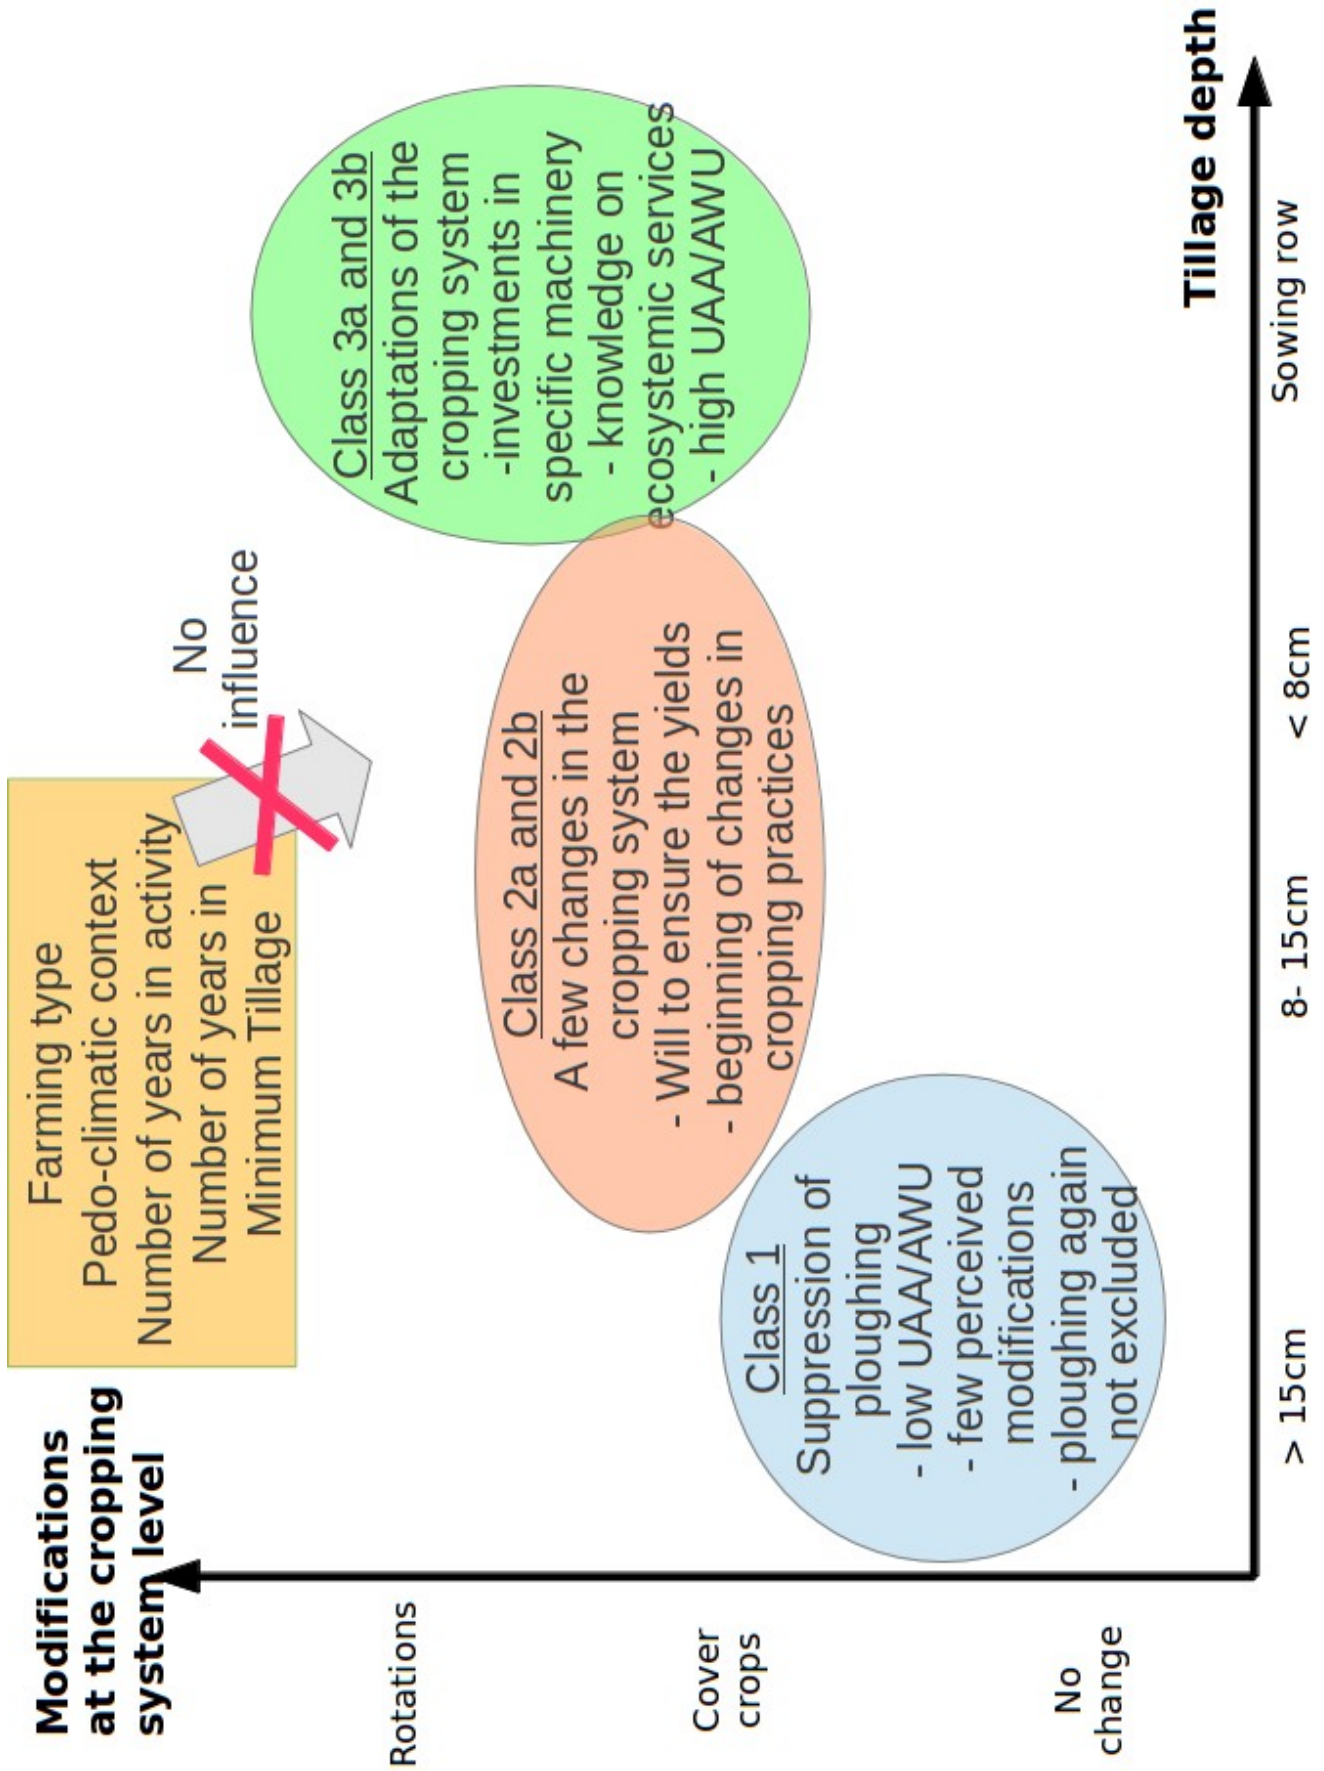 Modifications
at the cropping
system level
Farming type
Pedo-climatic context
Number of years in activity
Number of years in
Minimum Tillage
No
influence
Rotations
Cover
crops
No
change
Class 1
Suppression of
ploughing
- low UAA/AWU
- few perceived
modifications
- ploughing again
not excluded
Class 2a and 2b
A few changes in the
cropping system
- Will to ensure the yields
- beginning of changes in
cropping practices
Class 3a and 3b
Adaptations of the
cropping system
-investments in
specific machinery
- knowledge on
ecosystemic services
- high UAA/AWU
Tillage depth
> 15cm
8- 15cm
< 8cm
Sowing row